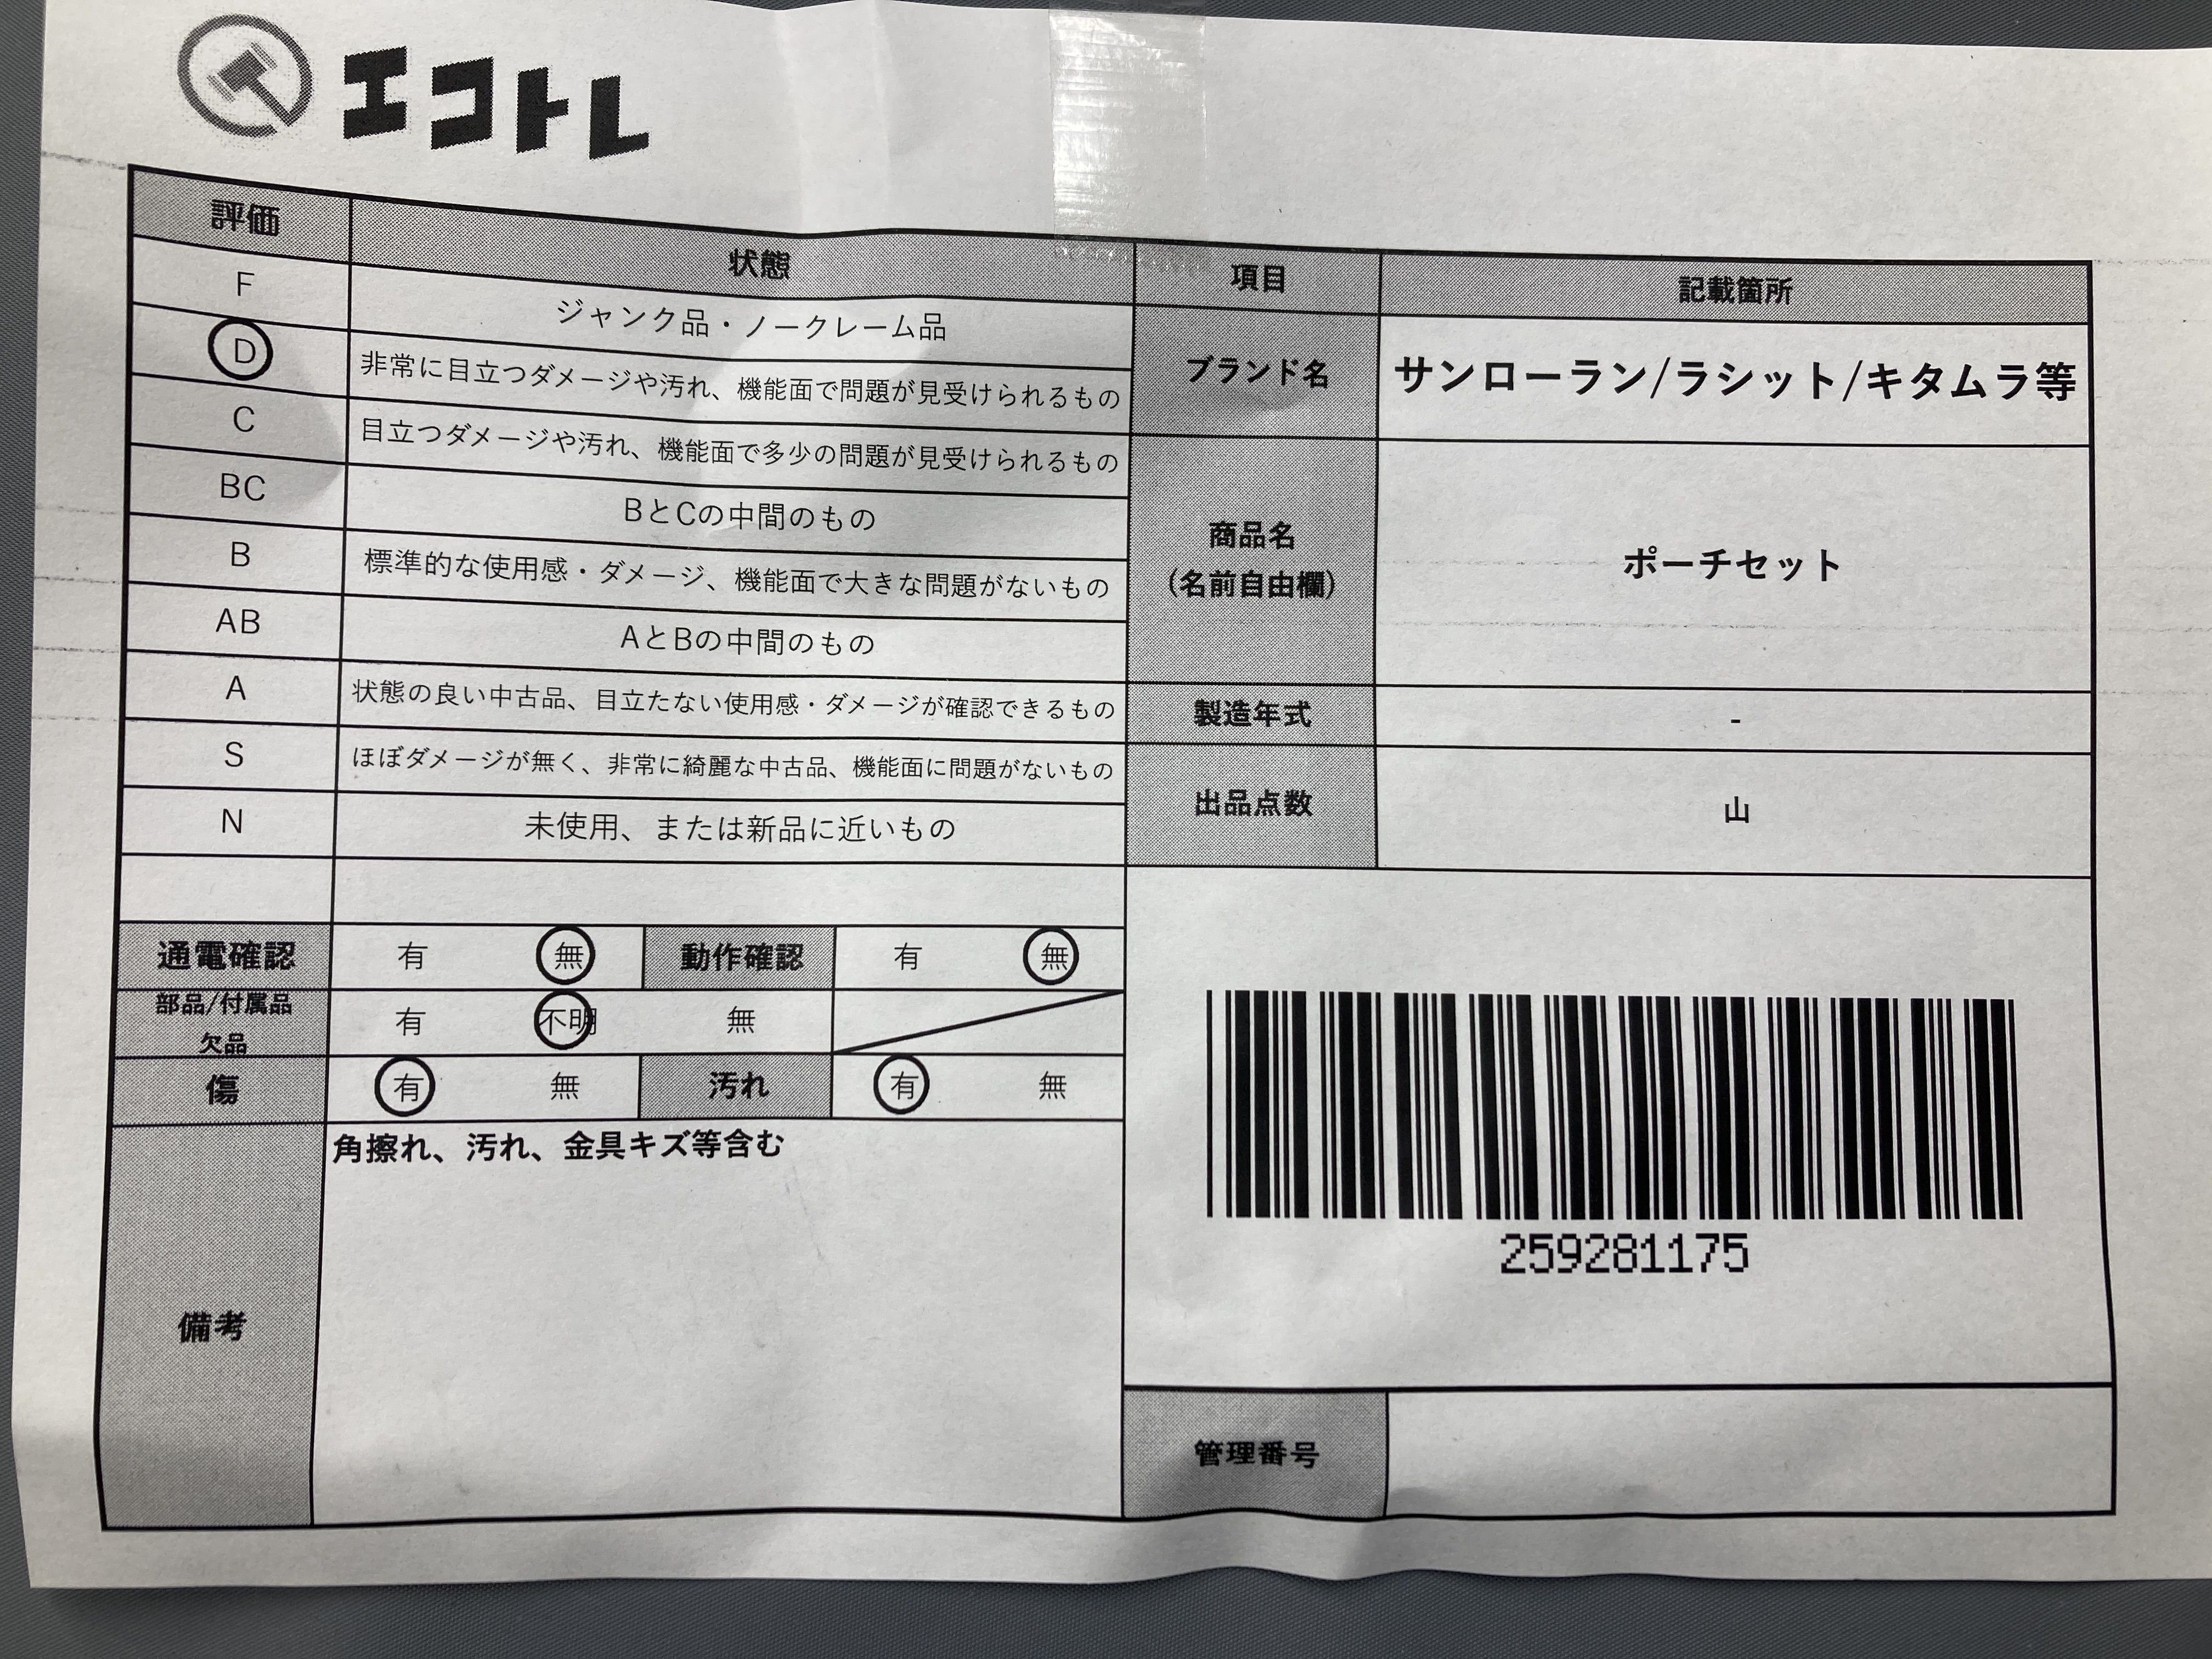 エコトレ
評価 状態 項目 記載箇所
F ジャンク品・ノークレーム品
D 非常に目立つダメージや汚れ、機能面で問題が見受けられるもの
C 目立つダメージや汚れ、機能面で多少の問題が見受けられるもの
BC BとCの中間のもの
B 標準的な使用感・ダメージ、機能面で大きな問題がないもの
AB AとBの中間のもの
A 状態の良い中古品、目立たない使用感・ダメージが確認できるもの
S ほぼダメージが無く、非常に綺麗な中古品、機能面に問題がないもの
N 未使用、または新品に近いもの
ブランド名 サンローラン/ラシット/キタムラ等
商品名
(名前自由欄)
ポーチセット
製造年式 -
出品点数 山
通電確認 有 無 動作確認 有 無
部品/付属品
欠品
有 不明 無
傷 有 無 汚れ 有 無
備考
角擦れ、汚れ、金具キズ等含む
259281175
管理番号